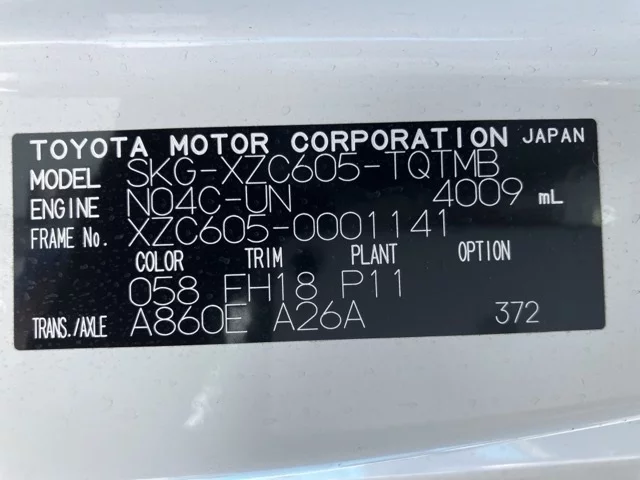 TOYOTA MOTOR CORPORATION JAPAN
MODEL SKG-XZC605-TQTMB
ENGINE N04C-UN 4009 mL
FRAME No. XZC605-0001141
COLOR TRIM PLANT OPTION
058 FH18 P11
TRANS./AXLE A860E A26A 372